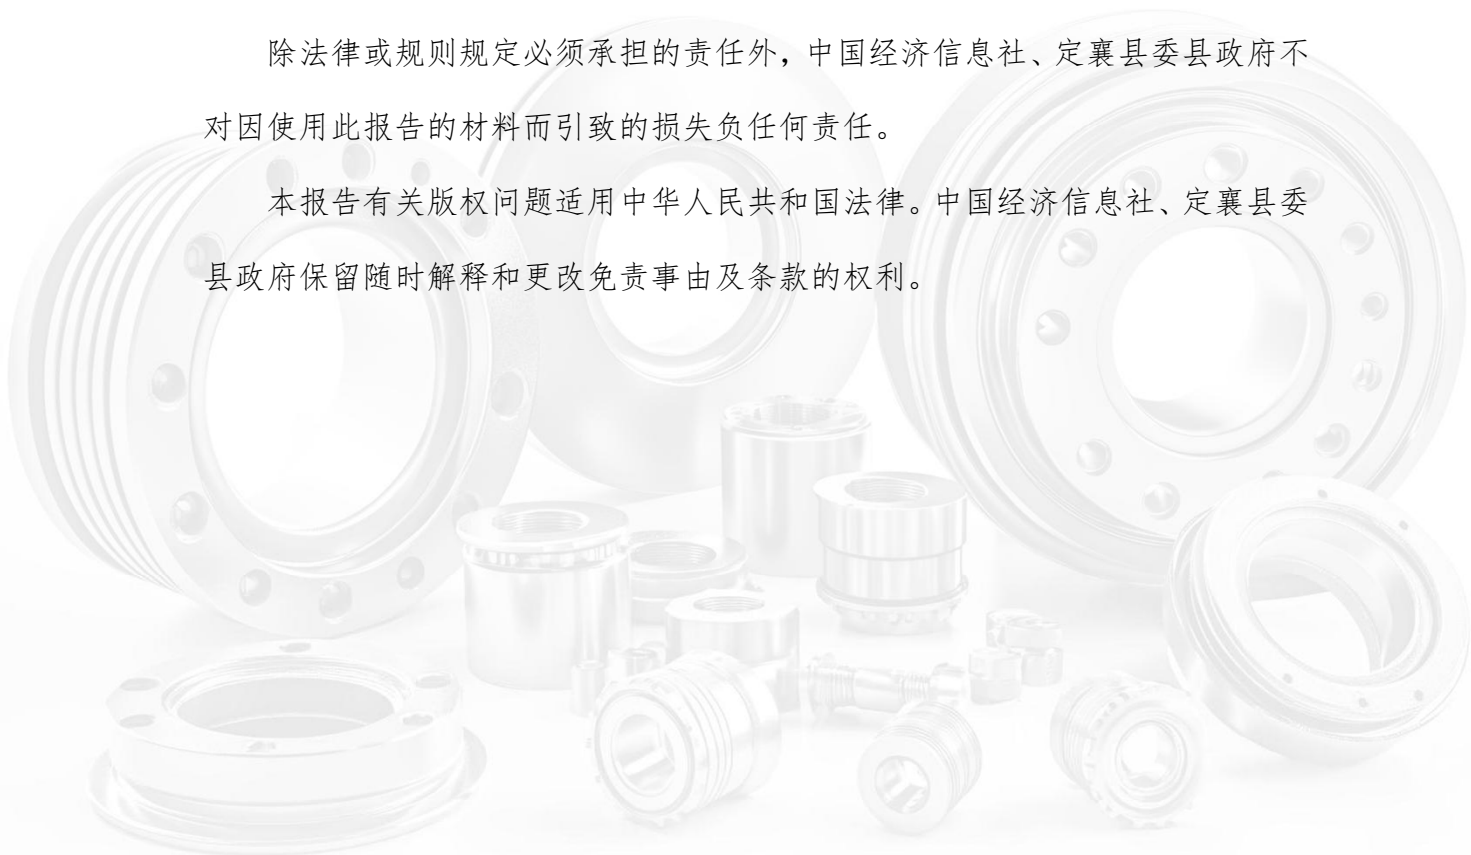 除法律或规则规定必须承担的责任外，中国经济信息社、定襄县委县政府不
对因使用此报告的材料而引致的损失负任何责任。
本报告有关版权问题适用中华人民共和国法律。中国经济信息社、定襄县委
县政府保留随时解释和更改免责事由及条款的权利。